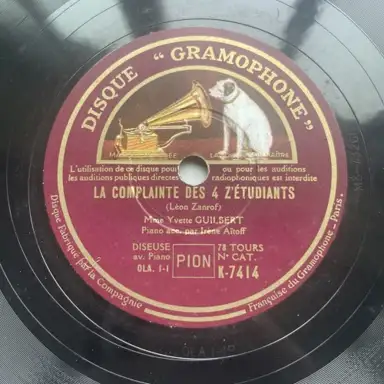 DISQUE "GRAMOPHONE"
L'utilisation de ce disque pour ou pour les auditions
les auditions publiques directes radiophoniques est interdite
LA COMPLAINTE DES 4 Z'ÉTUDIANTS
(Léon Zanrof)
Mme Yvette GUILBERT
Piano acc. par Irène Aïtoff
DISEUSE 78 TOURS
av. Piano PION Nº CAT.
OLA. 1-1 K-7414
Disque Fabriqué par la Compagnie Française du Gramophone - Paris.